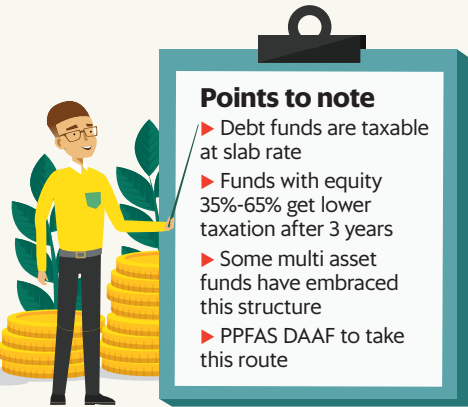 Points to note
▶ Debt funds are taxable
at slab rate
▶ Funds with equity
35%-65% get lower
taxation after 3 years
▶ Some multi asset
funds have embraced
this structure
▶ PPFAS DAAF to take
this route